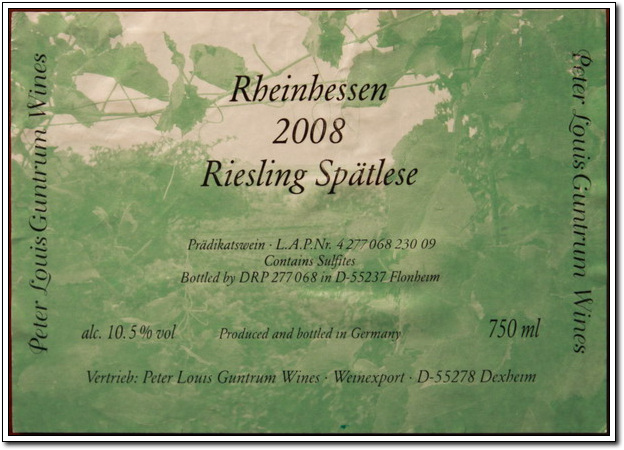 Peter Louis Guntrum Wines
Rheinhessen
2008
Riesling Spätlese
Prädikatswein · L.A.P.Nr. 4 277 068 230 09
Contains Sulfites
Bottled by DRP 277 068 in D-55237 Flonheim
alc. 10.5 % vol
Produced and bottled in Germany
750 ml
Vertrieb: Peter Louis Guntrum Wines · Weinexport · D-55278 Dexheim
Peter Louis Guntrum Wines